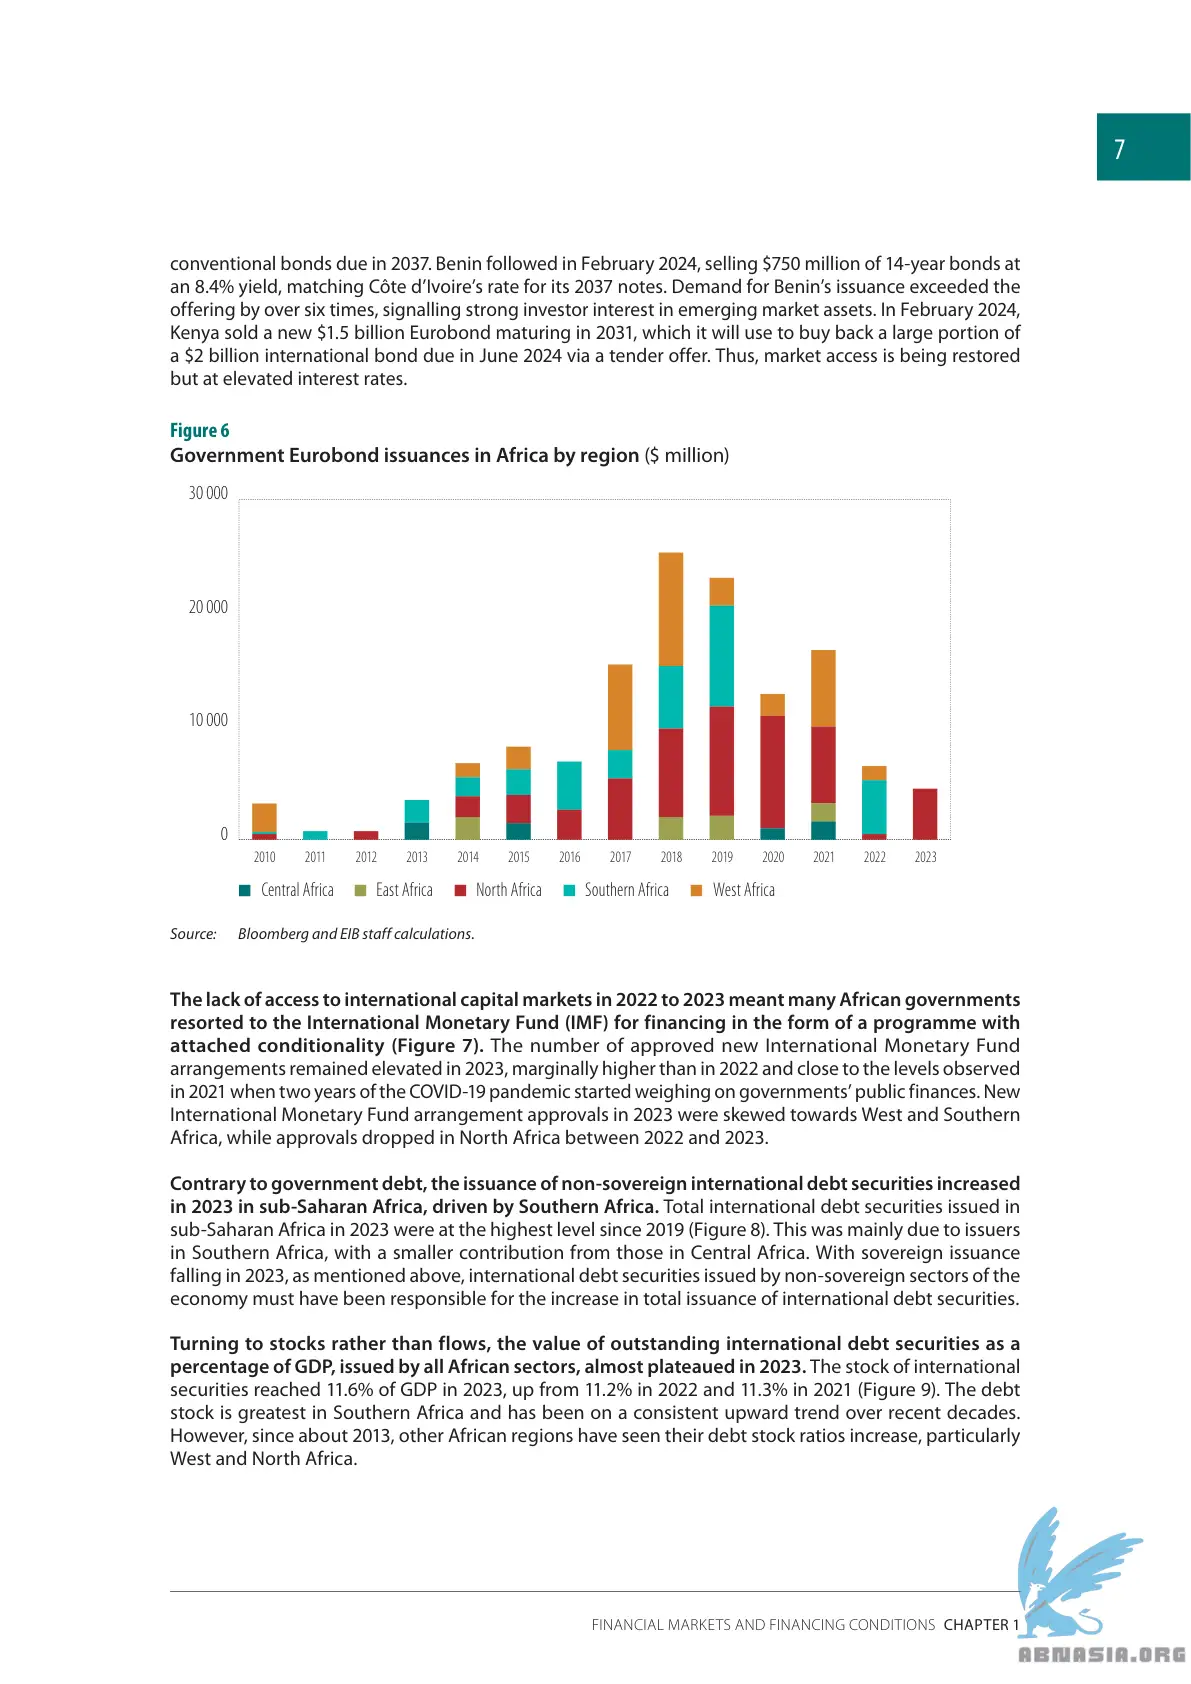 7
conventional bonds due in 2037. Benin followed in February 2024, selling $750 million of 14-year bonds at
an 8.4% yield, matching Côte d’Ivoire’s rate for its 2037 notes. Demand for Benin’s issuance exceeded the
offering by over six times, signalling strong investor interest in emerging market assets. In February 2024,
Kenya sold a new $1.5 billion Eurobond maturing in 2031, which it will use to buy back a large portion of
a $2 billion international bond due in June 2024 via a tender offer. Thus, market access is being restored
but at elevated interest rates.
Figure 6
Government Eurobond issuances in Africa by region ($ million)
30 000
20 000
10 000
0
2010 2011 2012 2013 2014 2015 2016 2017 2018 2019 2020 2021 2022 2023
Central Africa East Africa North Africa Southern Africa West Africa
Source: Bloomberg and EIB staff calculations.
The lack of access to international capital markets in 2022 to 2023 meant many African governments
resorted to the International Monetary Fund (IMF) for financing in the form of a programme with
attached conditionality (Figure 7). The number of approved new International Monetary Fund
arrangements remained elevated in 2023, marginally higher than in 2022 and close to the levels observed
in 2021 when two years of the COVID-19 pandemic started weighing on governments’ public finances. New
International Monetary Fund arrangement approvals in 2023 were skewed towards West and Southern
Africa, while approvals dropped in North Africa between 2022 and 2023.
Contrary to government debt, the issuance of non-sovereign international debt securities increased
in 2023 in sub-Saharan Africa, driven by Southern Africa. Total international debt securities issued in
sub-Saharan Africa in 2023 were at the highest level since 2019 (Figure 8). This was mainly due to issuers
in Southern Africa, with a smaller contribution from those in Central Africa. With sovereign issuance
falling in 2023, as mentioned above, international debt securities issued by non-sovereign sectors of the
economy must have been responsible for the increase in total issuance of international debt securities.
Turning to stocks rather than flows, the value of outstanding international debt securities as a
percentage of GDP, issued by all African sectors, almost plateaued in 2023. The stock of international
securities reached 11.6% of GDP in 2023, up from 11.2% in 2022 and 11.3% in 2021 (Figure 9). The debt
stock is greatest in Southern Africa and has been on a consistent upward trend over recent decades.
However, since about 2013, other African regions have seen their debt stock ratios increase, particularly
West and North Africa.
FINANCIAL MARKETS AND FINANCING CONDITIONS CHAPTER 1
ABNASIA.ORG